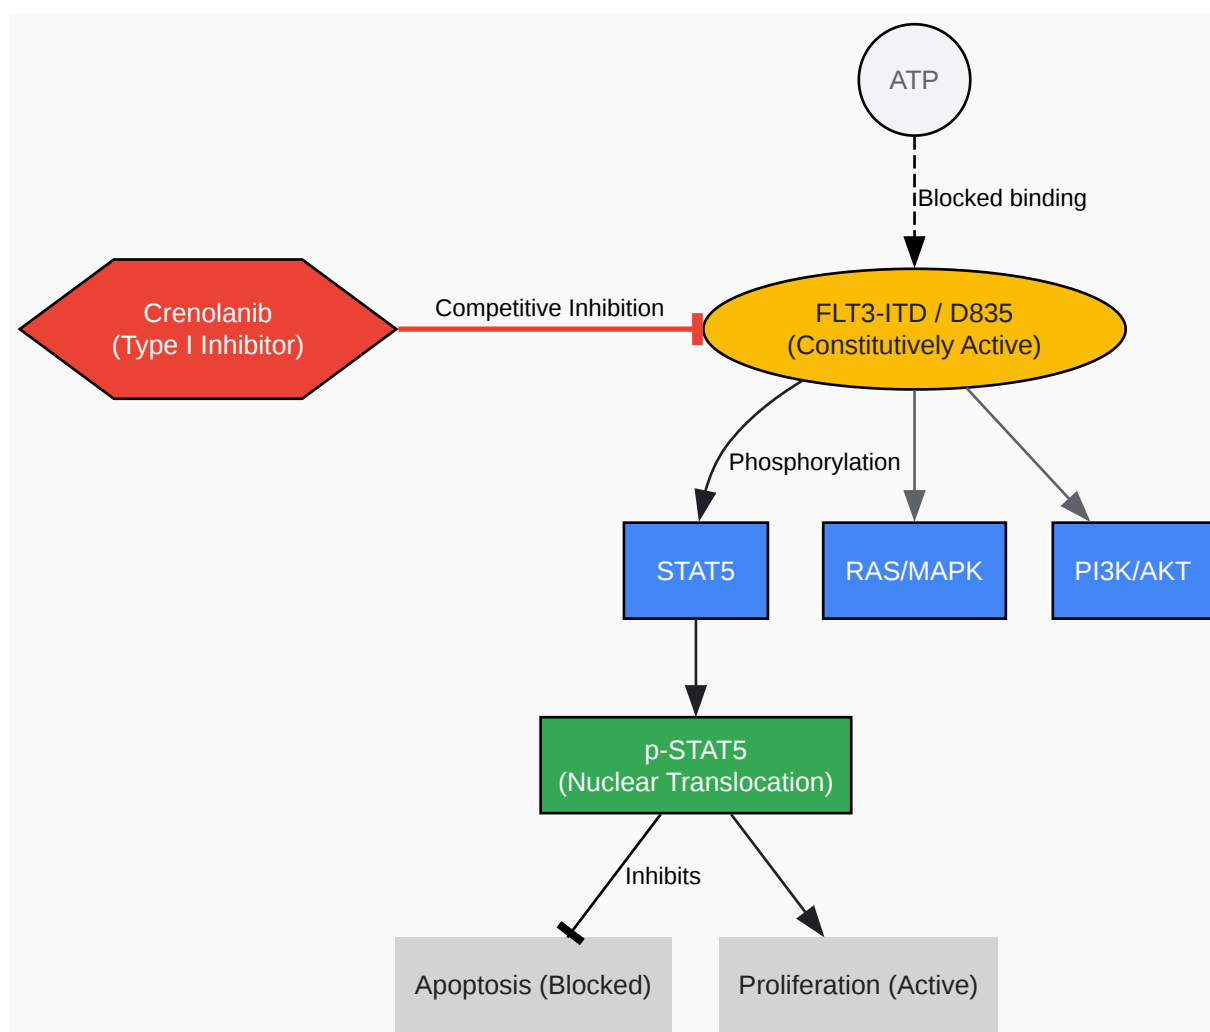 ATP
Blocked binding
Crenolanib
(Type I Inhibitor)
Competitive Inhibition
FLT3-ITD / D835
(Constitutively Active)
Phosphorylation
STAT5
RAS/MAPK
PI3K/AKT
p-STAT5
(Nuclear Translocation)
Inhibits
Apoptosis (Blocked)
Proliferation (Active)